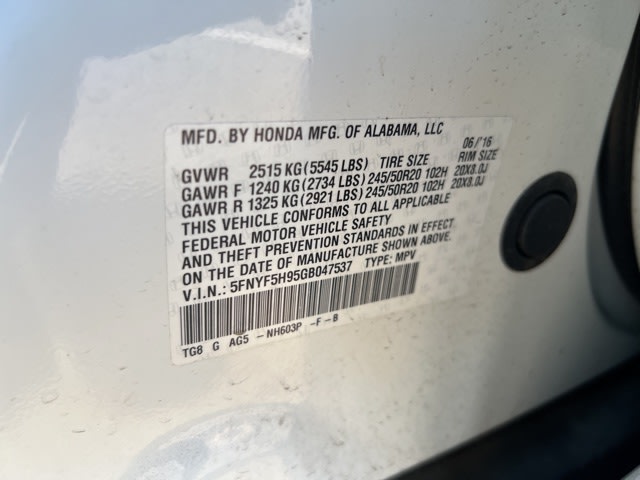 MFD. BY HONDA MFG. OF ALABAMA, LLC 06/'16
GVWR 2515 KG (5545 LBS) TIRE SIZE RIM SIZE
GAWR F 1240 KG (2734 LBS) 245/50R20 102H 20X8.0J
GAWR R 1325 KG (2921 LBS) 245/50R20 102H 20X8.0J
THIS VEHICLE CONFORMS TO ALL APPLICABLE
FEDERAL MOTOR VEHICLE SAFETY
AND THEFT PREVENTION STANDARDS IN EFFECT
ON THE DATE OF MANUFACTURE SHOWN ABOVE.
V.I.N.: 5FNYF5H95GB047537 TYPE: MPV
TG8 G AG5 - NH603P -F - B